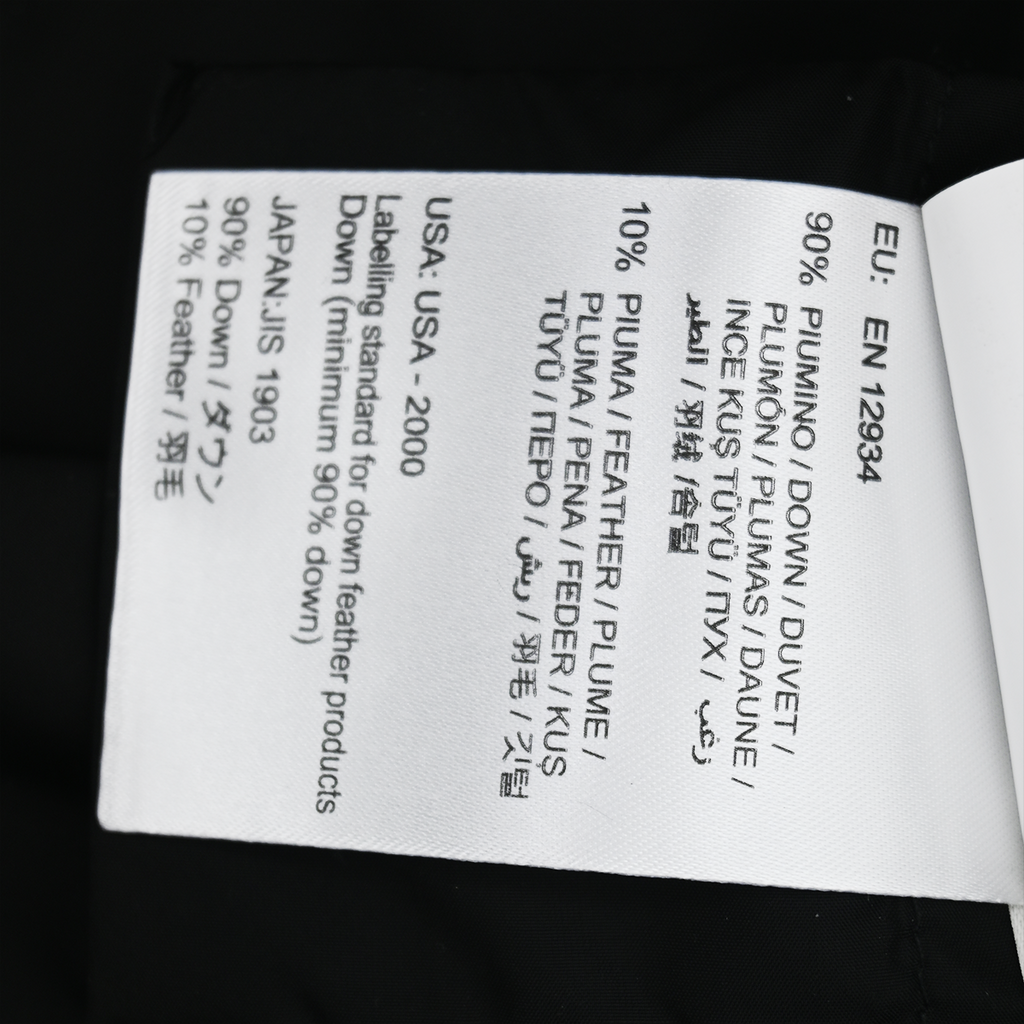 EU: EN 12934
90% PIUMINO / DOWN / DUVET /
PLUMÓN / PLUMAS / DAUNE /
INCE KUŞ TÜYÜ / ПУХ / زغب
الطير / 羽绒 /솜털
10% PIUMA / FEATHER / PLUME /
PLUMA / PENA / FEDER / KUŞ
TÜYÜ / ПЕРО / ريش / 羽毛 / 깃털
USA: USA - 2000
Labelling standard for down feather products
Down (minimum 90% down)
JAPAN:JIS 1903
90% Down / ダウン
10% Feather / 羽毛